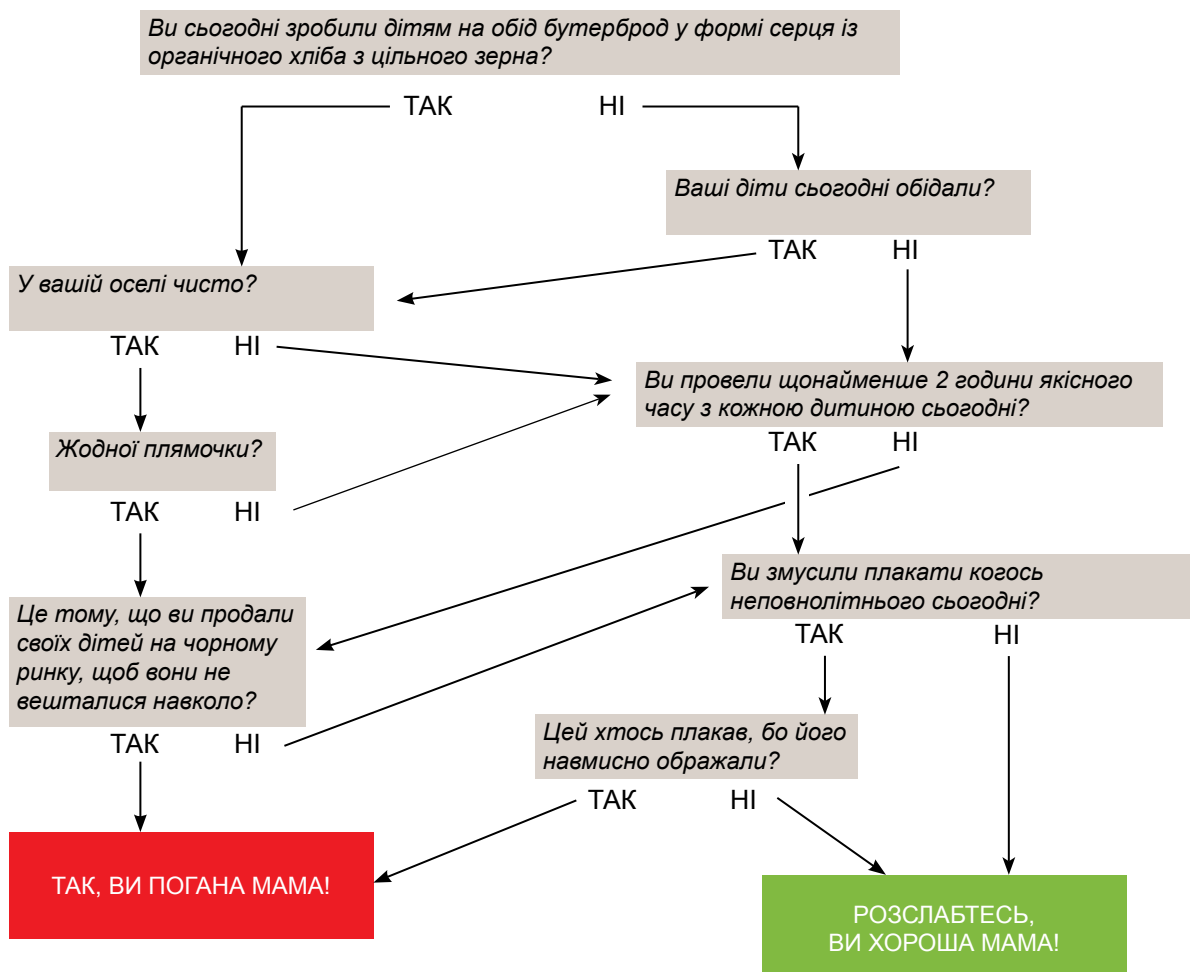 Ви сьогодні зробили дітям на обід бутерброд у формі серця із
органічного хліба з цільного зерна?
ТАК
НІ
Ваші діти сьогодні обідали?
ТАК
НІ
У вашій оселі чисто?
ТАК
НІ
Ви провели щонайменше 2 години якісного
часу з кожною дитиною сьогодні?
ТАК
НІ
Жодної плямочки?
ТАК
НІ
Ви змусили плакати когось
неповнолітнього сьогодні?
ТАК
НІ
Це тому, що ви продали
своїх дітей на чорному
ринку, щоб вони не
вешталися навколо?
ТАК
НІ
Цей хтось плакав, бо його
навмисно ображали?
ТАК
НІ
ТАК, ВИ ПОГАНА МАМА!
РОЗСЛАБТЕСЬ,
ВИ ХОРОША МАМА!